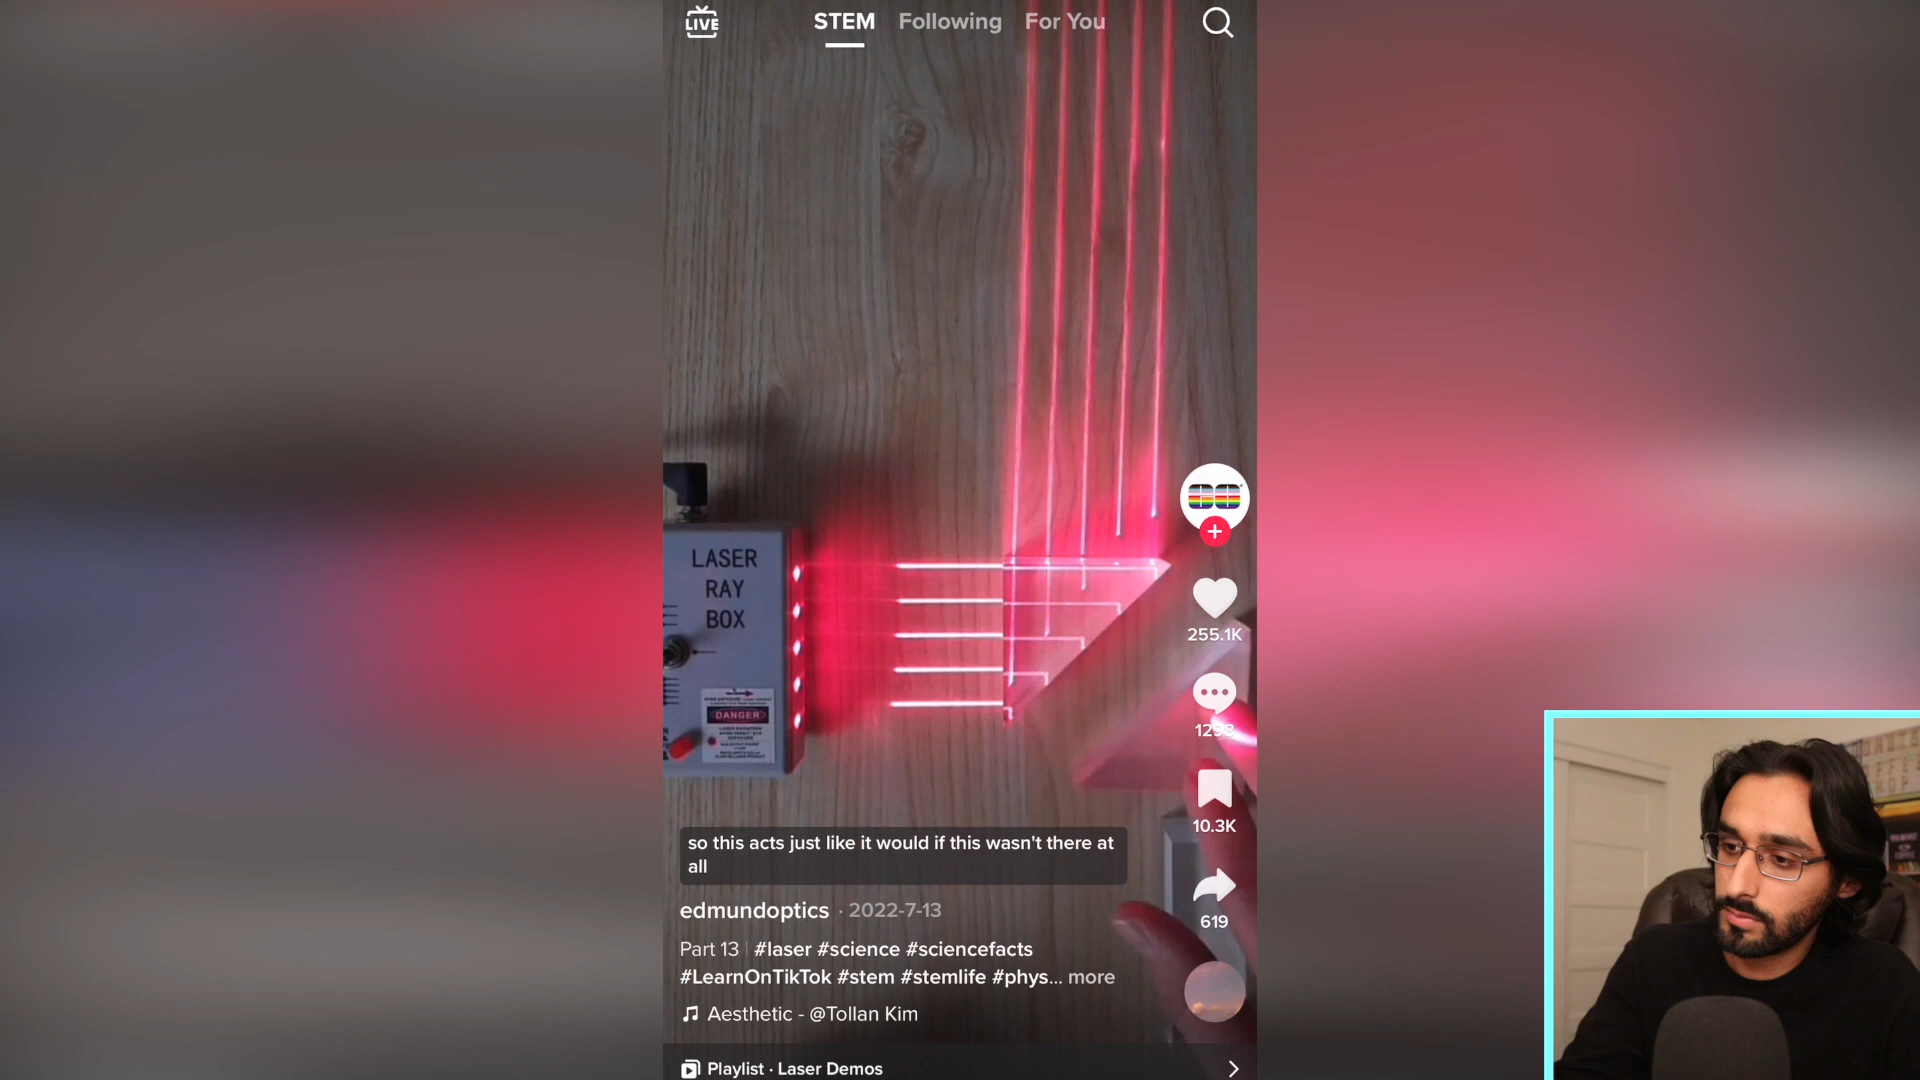 LIVE
STEM Following For You
LASER
RAY
BOX
DANGER
255.1K
1298
10.3K
so this acts just like it would if this wasn't there at
all
619
edmundoptics · 2022-7-13
Part 13 | #laser #science #sciencefacts
#LearnOnTikTok #stem #stemlife #phys... more
Aesthetic - @Tollan Kim
Playlist · Laser Demos